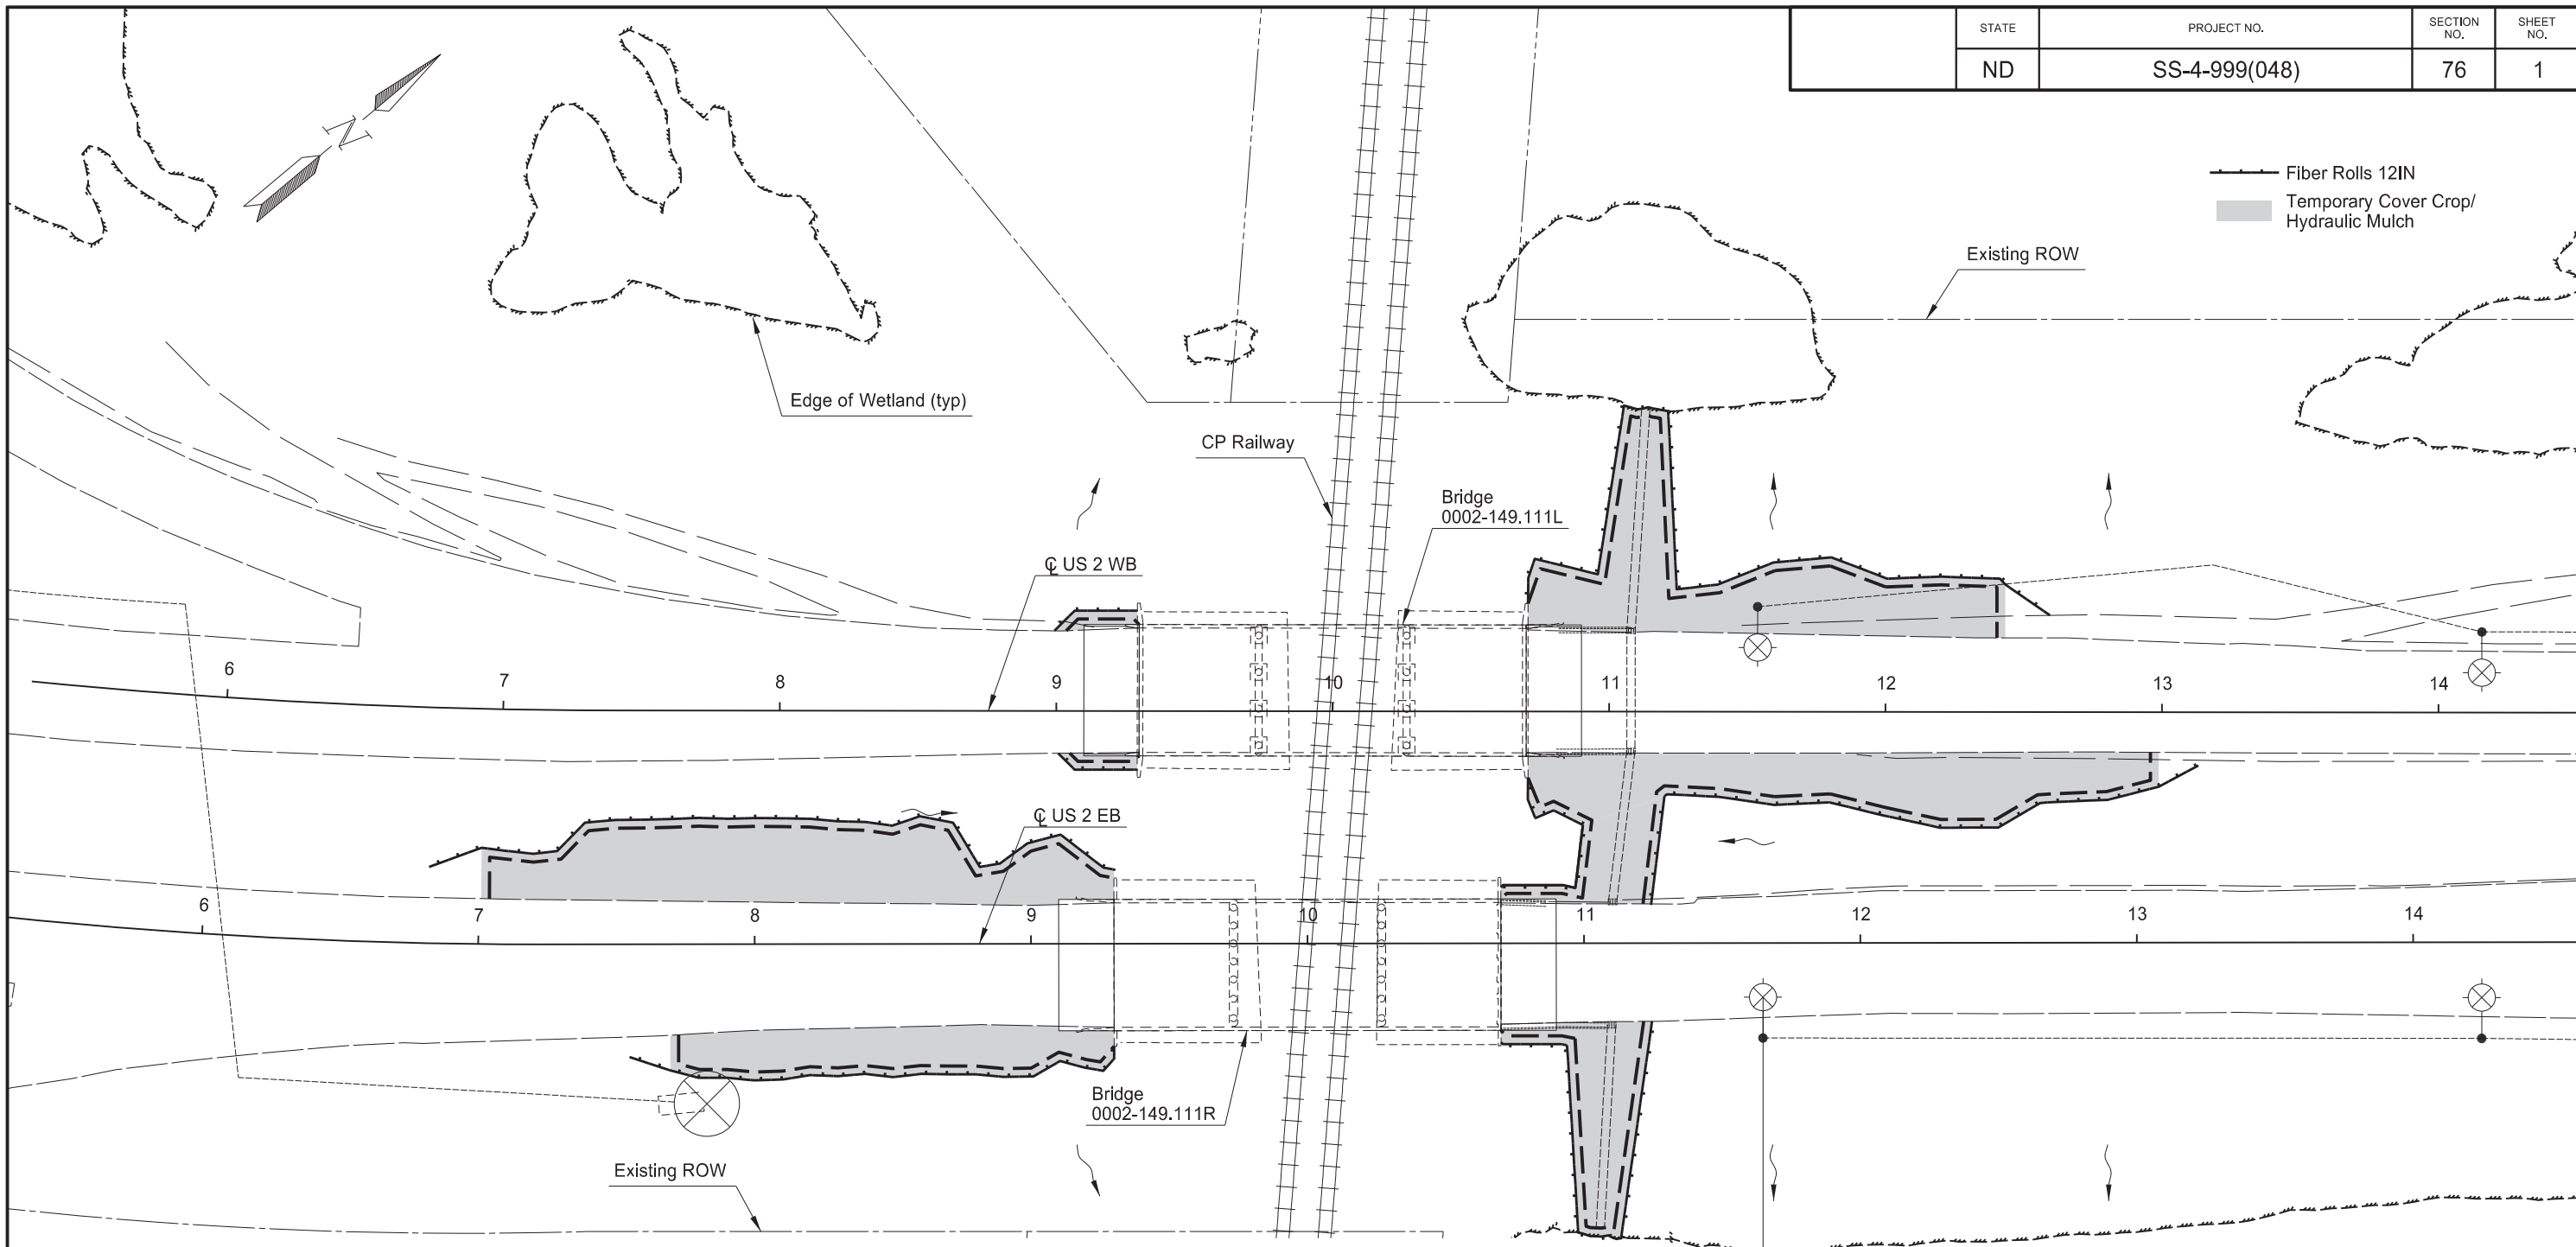 STATE
PROJECT NO.
SECTION
NO.
SHEET
NO.
ND
SS-4-999(048)
76
1
N
Fiber Rolls 12IN
Temporary Cover Crop/
Hydraulic Mulch
Existing ROW
Edge of Wetland (typ)
CP Railway
Bridge
0002-149.111L
℄ US 2 WB
6 7 8 9 10 11 12 13 14
℄ US 2 EB
6 7 8 9 10 11 12 13 14
Bridge
0002-149.111R
Existing ROW